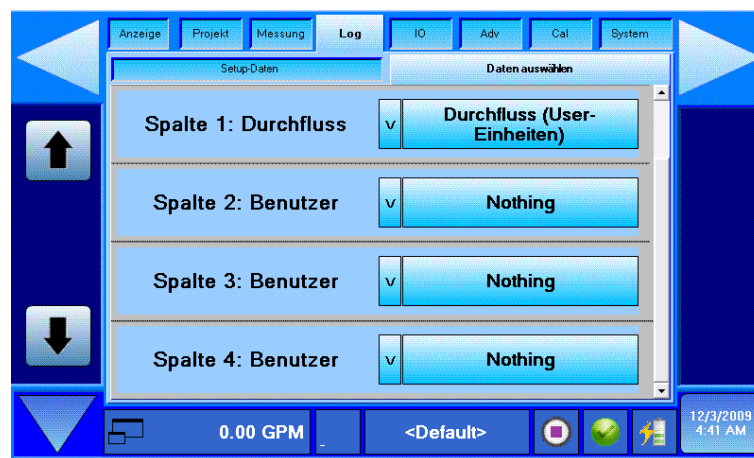 Anzeige Projekt Messung Log IO Adv Cal System
Setup-Daten Daten auswählen
Spalte 1: Durchfluss v Durchfluss (User-
Einheiten)
Spalte 2: Benutzer v Nothing
Spalte 3: Benutzer v Nothing
Spalte 4: Benutzer v Nothing
0.00 GPM _ <Default> 12/3/2009
4:41 AM